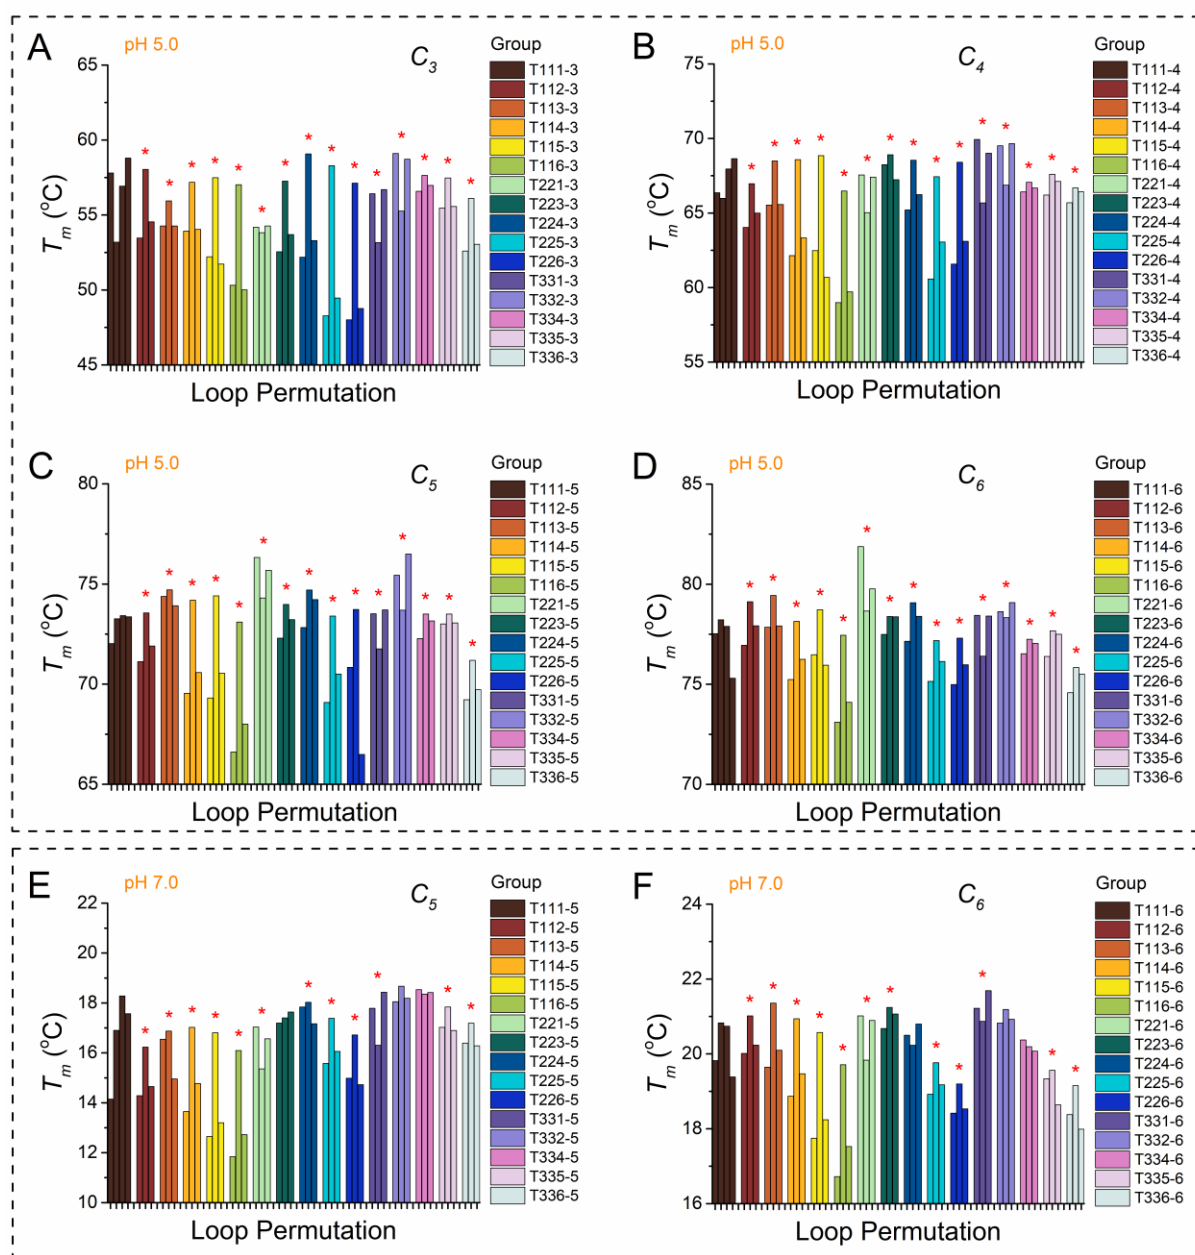 A
pH 5.0
C3
Group
65
60
55
50
45
Tm (°C)
Loop Permutation
T111-3
T112-3
T113-3
T114-3
T115-3
T116-3
T221-3
T223-3
T224-3
T225-3
T226-3
T331-3
T332-3
T334-3
T335-3
T336-3
* * * * * * * * * * * * * * *
B
pH 5.0
C4
Group
75
70
65
60
55
Tm (°C)
Loop Permutation
T111-4
T112-4
T113-4
T114-4
T115-4
T116-4
T221-4
T223-4
T224-4
T225-4
T226-4
T331-4
T332-4
T334-4
T335-4
T336-4
* * * * * * * * * * * * * * *
C
pH 5.0
C5
Group
80
75
70
65
Tm (°C)
Loop Permutation
T111-5
T112-5
T113-5
T114-5
T115-5
T116-5
T221-5
T223-5
T224-5
T225-5
T226-5
T331-5
T332-5
T334-5
T335-5
T336-5
* * * * * * * * * * * * * * *
D
pH 5.0
C6
Group
85
80
75
70
Tm (°C)
Loop Permutation
T111-6
T112-6
T113-6
T114-6
T115-6
T116-6
T221-6
T223-6
T224-6
T225-6
T226-6
T331-6
T332-6
T334-6
T335-6
T336-6
* * * * * * * * * * * * * * *
E
pH 7.0
C5
Group
22
20
18
16
14
12
10
Tm (°C)
Loop Permutation
T111-5
T112-5
T113-5
T114-5
T115-5
T116-5
T221-5
T223-5
T224-5
T225-5
T226-5
T331-5
T332-5
T334-5
T335-5
T336-5
* * * * * * * * * * * *
F
pH 7.0
C6
Group
24
22
20
18
16
Tm (°C)
Loop Permutation
T111-6
T112-6
T113-6
T114-6
T115-6
T116-6
T221-6
T223-6
T224-6
T225-6
T226-6
T331-6
T332-6
T334-6
T335-6
T336-6
* * * * * * * * * * * *